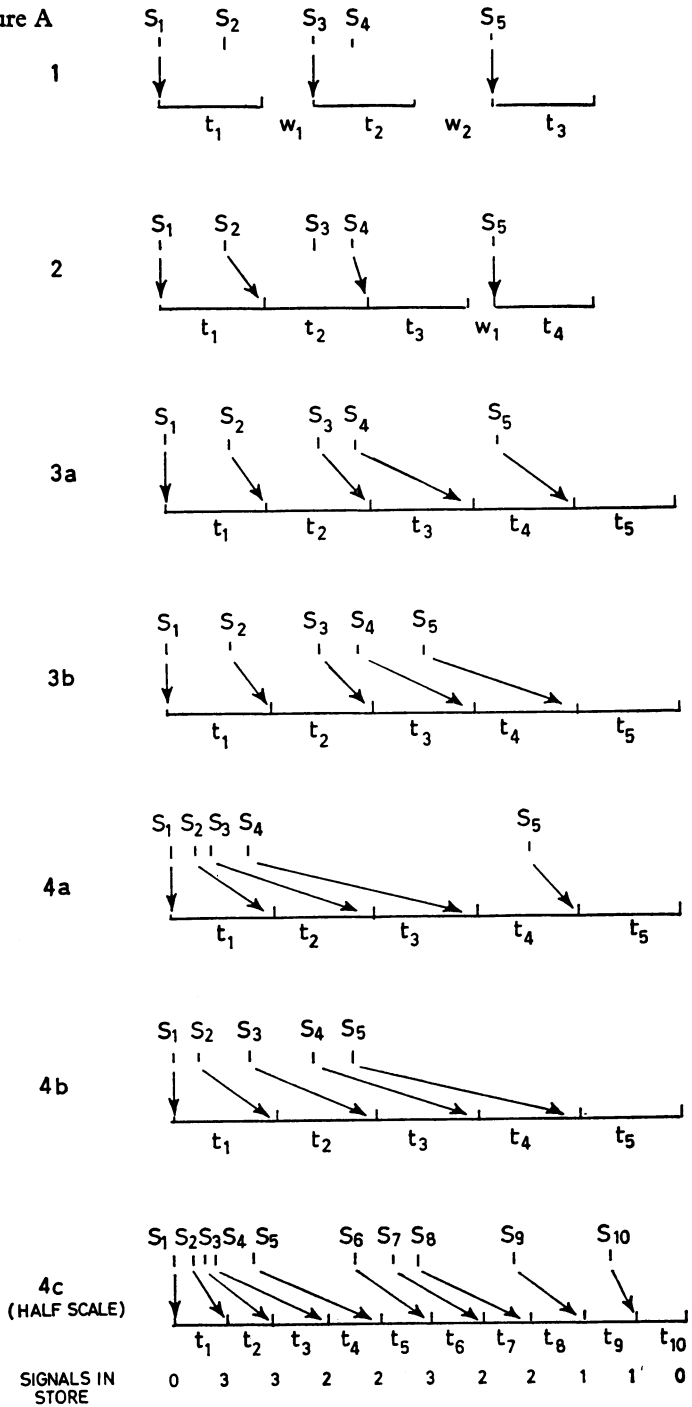 ure A
S1 S2 S3 S4 S5
1
t1 w1 t2 w2 t3
S1 S2 S3 S4 S5
2
t1 t2 t3 w1 t4
S1 S2 S3 S4 S5
3a
t1 t2 t3 t4 t5
S1 S2 S3 S4 S5
3b
t1 t2 t3 t4 t5
S1 S2 S3 S4 S5
4a
t1 t2 t3 t4 t5
S1 S2 S3 S4 S5
4b
t1 t2 t3 t4 t5
S1 S2 S3 S4 S5 S6 S7 S8 S9 S10
4c
(HALF SCALE)
t1 t2 t3 t4 t5 t6 t7 t8 t9 t10
SIGNALS IN 0 3 3 2 2 3 2 2 1 1 0
STORE